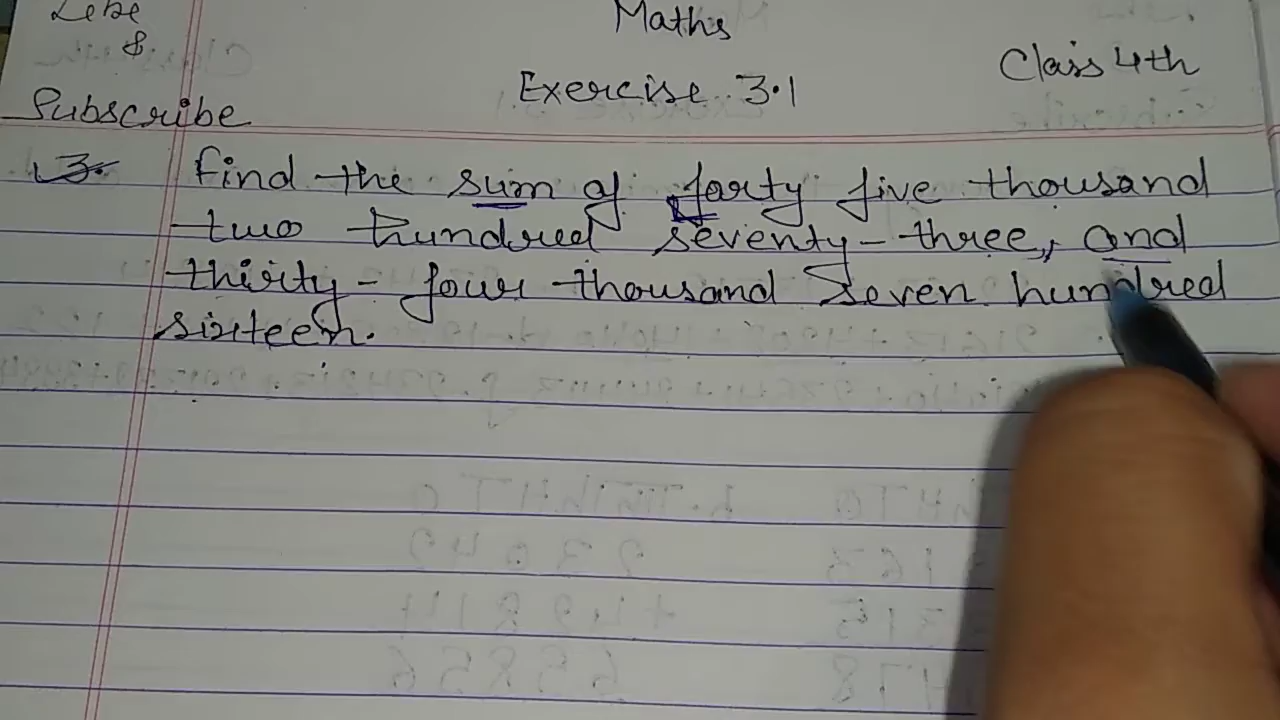 Maths
Class 4th
&
Exercise 3.1
Subscribe
3.
find the sum of forty five thousand
two hundred seventy-three, and
thirty-four thousand seven hundred
sixteen.